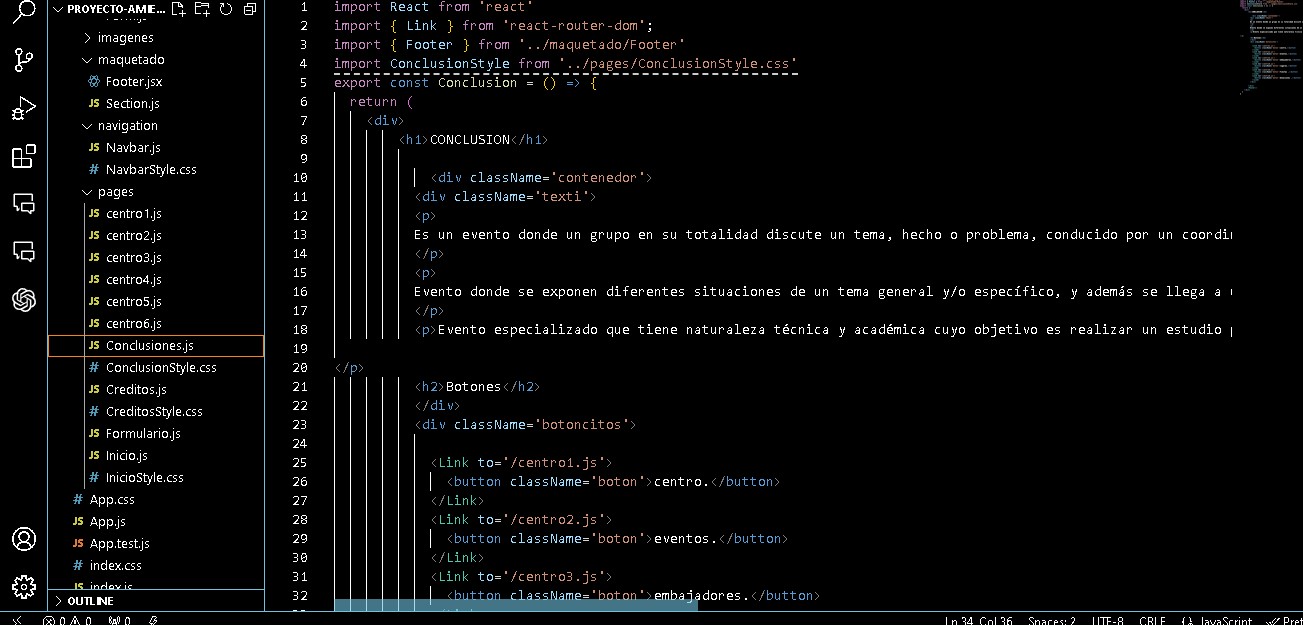 PROYECTO-AMIE...
Form.js
imagenes
maquetado
Footer.jsx
JS Section.js
navigation
JS Navbar.js
# NavbarStyle.css
pages
JS centro1.js
JS centro2.js
JS centro3.js
JS centro4.js
JS centro5.js
JS centro6.js
JS Conclusiones.js
# ConclusionStyle.css
JS Creditos.js
# CreditosStyle.css
JS Formulario.js
JS Inicio.js
# InicioStyle.css
# App.css
JS App.js
JS App.test.js
# index.css
JS index.js
OUTLINE
1 import React from 'react'
2 import { Link } from 'react-router-dom';
3 import { Footer } from '../maquetado/Footer'
4 import ConclusionStyle from '../pages/ConclusionStyle.css'
5 export const Conclusion = () => {
6 return (
7 <div>
8 <h1>CONCLUSION</h1>
9
10 <div className='contenedor'>
11 <div className='texti'>
12 <p>
13 Es un evento donde un grupo en su totalidad discute un tema, hecho o problema, conducido por un coordi
14 </p>
15 <p>
16 Evento donde se exponen diferentes situaciones de un tema general y/o específico, y además se llega a
17 </p>
18 <p>Evento especializado que tiene naturaleza técnica y académica cuyo objetivo es realizar un estudio
19
20 </p>
21 <h2>Botones</h2>
22 </div>
23 <div className='botoncitos'>
24
25 <Link to='/centro1.js'>
26 <button className='boton'>centro.</button>
27 </Link>
28 <Link to='/centro2.js'>
29 <button className='boton'>eventos.</button>
30 </Link>
31 <Link to='/centro3.js'>
32 <button className='boton'>embajadores.</button>
0 0 0 Ln 34, Col 36 Spaces: 2 UTF-8 CRLF {} JavaScript Pret